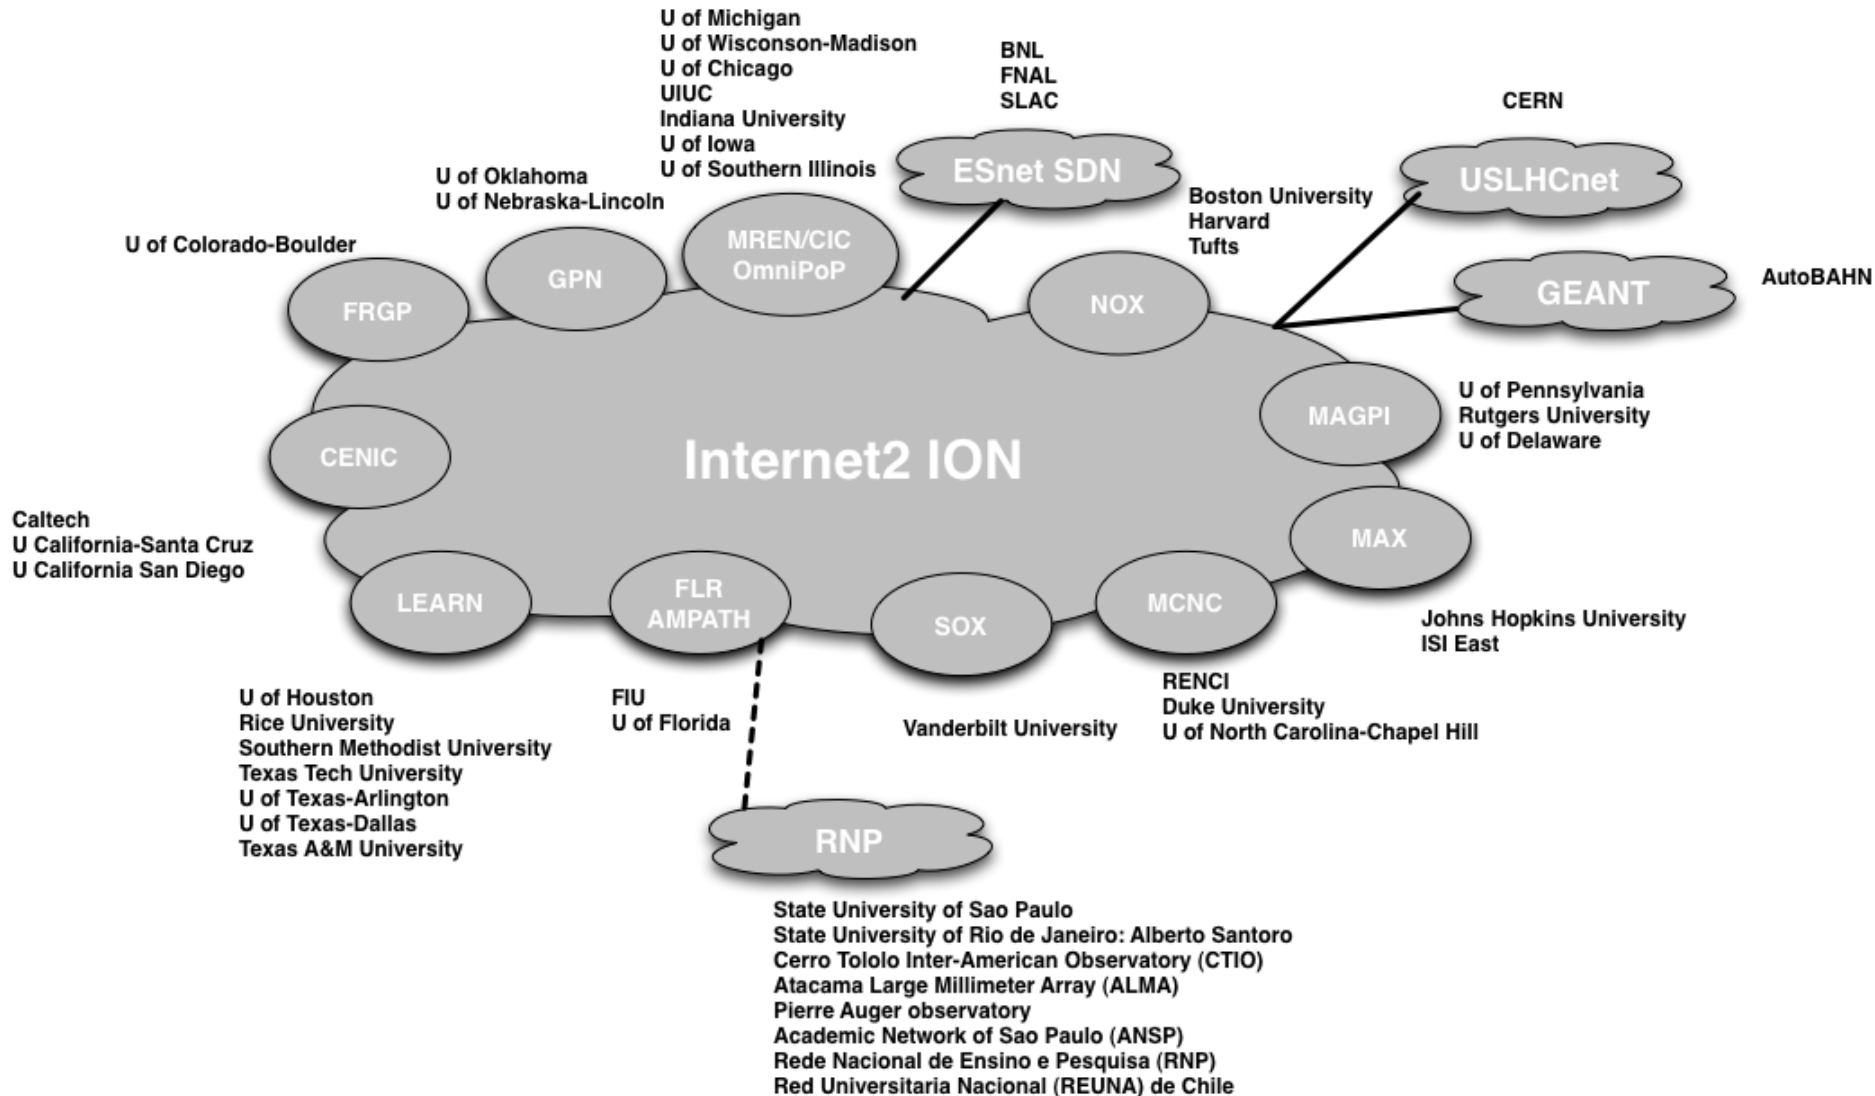 U of Michigan
U of Wisconson-Madison
U of Chicago
UIUC
Indiana University
U of Iowa
U of Southern Illinois
BNL
FNAL
SLAC
CERN
U of Oklahoma
U of Nebraska-Lincoln
ESnet SDN
USLHCnet
Boston University
Harvard
Tufts
U of Colorado-Boulder
MREN/CIC
OmniPoP
GPN
FRGP
NOX
GEANT
AutoBAHN
U of Pennsylvania
Rutgers University
U of Delaware
MAGPI
CENIC
Internet2 ION
Caltech
U California-Santa Cruz
U California San Diego
MAX
LEARN
FLR
AMPATH
SOX
MCNC
Johns Hopkins University
ISI East
U of Houston
Rice University
Southern Methodist University
Texas Tech University
U of Texas-Arlington
U of Texas-Dallas
Texas A&M University
FIU
U of Florida
Vanderbilt University
RENCI
Duke University
U of North Carolina-Chapel Hill
RNP
State University of Sao Paulo
State University of Rio de Janeiro: Alberto Santoro
Cerro Tololo Inter-American Observatory (CTIO)
Atacama Large Millimeter Array (ALMA)
Pierre Auger observatory
Academic Network of Sao Paulo (ANSP)
Rede Nacional de Ensino e Pesquisa (RNP)
Red Universitaria Nacional (REUNA) de Chile